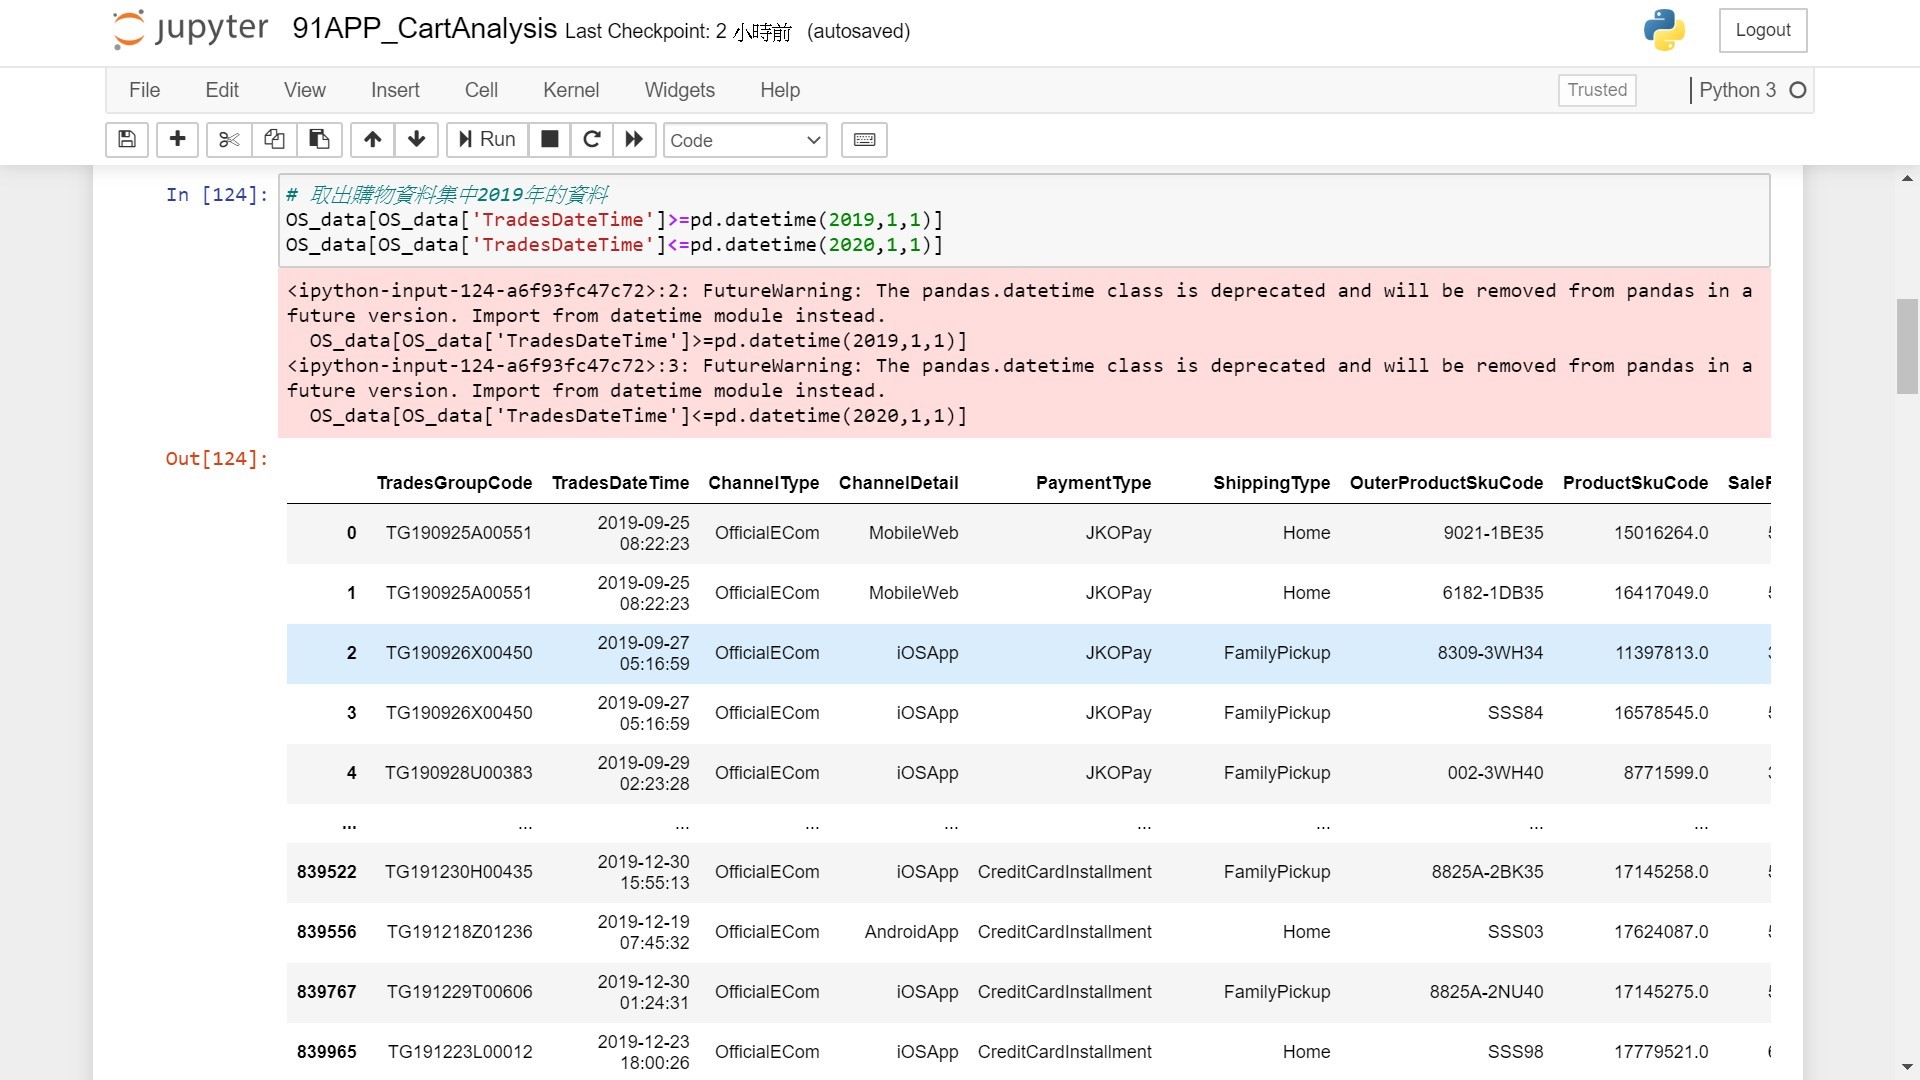 jupyter 91APP_CartAnalysis Last Checkpoint: 2 小時前 (autosaved) Logout
File Edit View Insert Cell Kernel Widgets Help Trusted Python 3
Run Code
In [124]: # 取出購物資料集中2019年的資料
OS_data[OS_data['TradesDateTime']>=pd.datetime(2019,1,1)]
OS_data[OS_data['TradesDateTime']<=pd.datetime(2020,1,1)]
<ipython-input-124-a6f93fc47c72>:2: FutureWarning: The pandas.datetime class is deprecated and will be removed from pandas in a
future version. Import from datetime module instead.
OS_data[OS_data['TradesDateTime']>=pd.datetime(2019,1,1)]
<ipython-input-124-a6f93fc47c72>:3: FutureWarning: The pandas.datetime class is deprecated and will be removed from pandas in a
future version. Import from datetime module instead.
OS_data[OS_data['TradesDateTime']<=pd.datetime(2020,1,1)]
Out[124]:
TradesGroupCode TradesDateTime ChannelType ChannelDetail PaymentType ShippingType OuterProductSkuCode ProductSkuCode
0 TG190925A00551 2019-09-25 08:22:23 OfficialECom MobileWeb JKOPay Home 9021-1BE35 15016264.0
1 TG190925A00551 2019-09-25 08:22:23 OfficialECom MobileWeb JKOPay Home 6182-1DB35 16417049.0
2 TG190926X00450 2019-09-27 05:16:59 OfficialECom iOSApp JKOPay FamilyPickup 8309-3WH34 11397813.0
3 TG190926X00450 2019-09-27 05:16:59 OfficialECom iOSApp JKOPay FamilyPickup SSS84 16578545.0
4 TG190928U00383 2019-09-29 02:23:28 OfficialECom iOSApp JKOPay FamilyPickup 002-3WH40 8771599.0
... ... ... ... ... ... ... ... ...
839522 TG191230H00435 2019-12-30 15:55:13 OfficialECom iOSApp CreditCardInstallment FamilyPickup 8825A-2BK35 17145258.0
839556 TG191218Z01236 2019-12-19 07:45:32 OfficialECom AndroidApp CreditCardInstallment Home SSS03 17624087.0
839767 TG191229T00606 2019-12-30 01:24:31 OfficialECom iOSApp CreditCardInstallment FamilyPickup 8825A-2NU40 17145275.0
839965 TG191223L00012 2019-12-23 18:00:26 OfficialECom iOSApp CreditCardInstallment Home SSS98 17779521.0